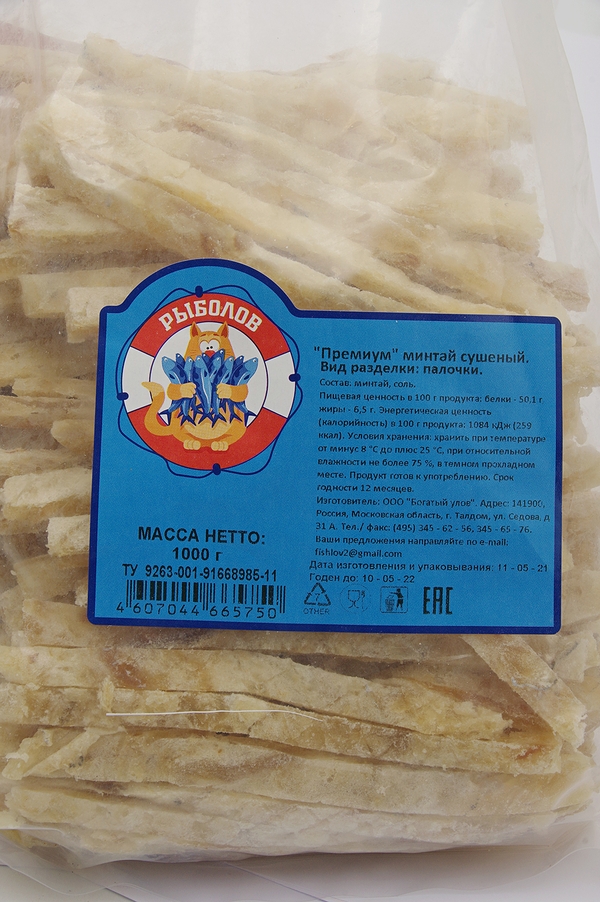 РЫБОЛОВ
"Премиум" минтай сушеный.
Вид разделки: палочки.
Состав: минтай, соль.
Пищевая ценность в 100 г продукта: белки - 50,1 г
жиры - 6,5 г. Энергетическая ценность
(калорийность) в 100 г продукта: 1084 кДж (259
ккал). Условия хранения: хранить при температуре
от минус 8 °С до плюс 25 °С, при относительной
влажности не более 75 %, в темном прохладном
месте. Продукт готов к употреблению. Срок
годности 12 месяцев.
Изготовитель: ООО "Богатый улов". Адрес: 141900,
Россия, Московская область, г. Талдом, ул. Седова, д
31 А. Тел./ факс: (495) 345 - 62 - 56, 345 - 65 - 76.
Ваши предложения направляйте по e-mail:
fishlov2@gmail.com
Дата изготовления и упаковывания: 11 - 05 - 21
Годен до: 10 - 05 - 22
МАССА НЕТТО:
1000 г
ТУ 9263-001-91668985-11
4 607044 665750
7
OTHER
ЕАС